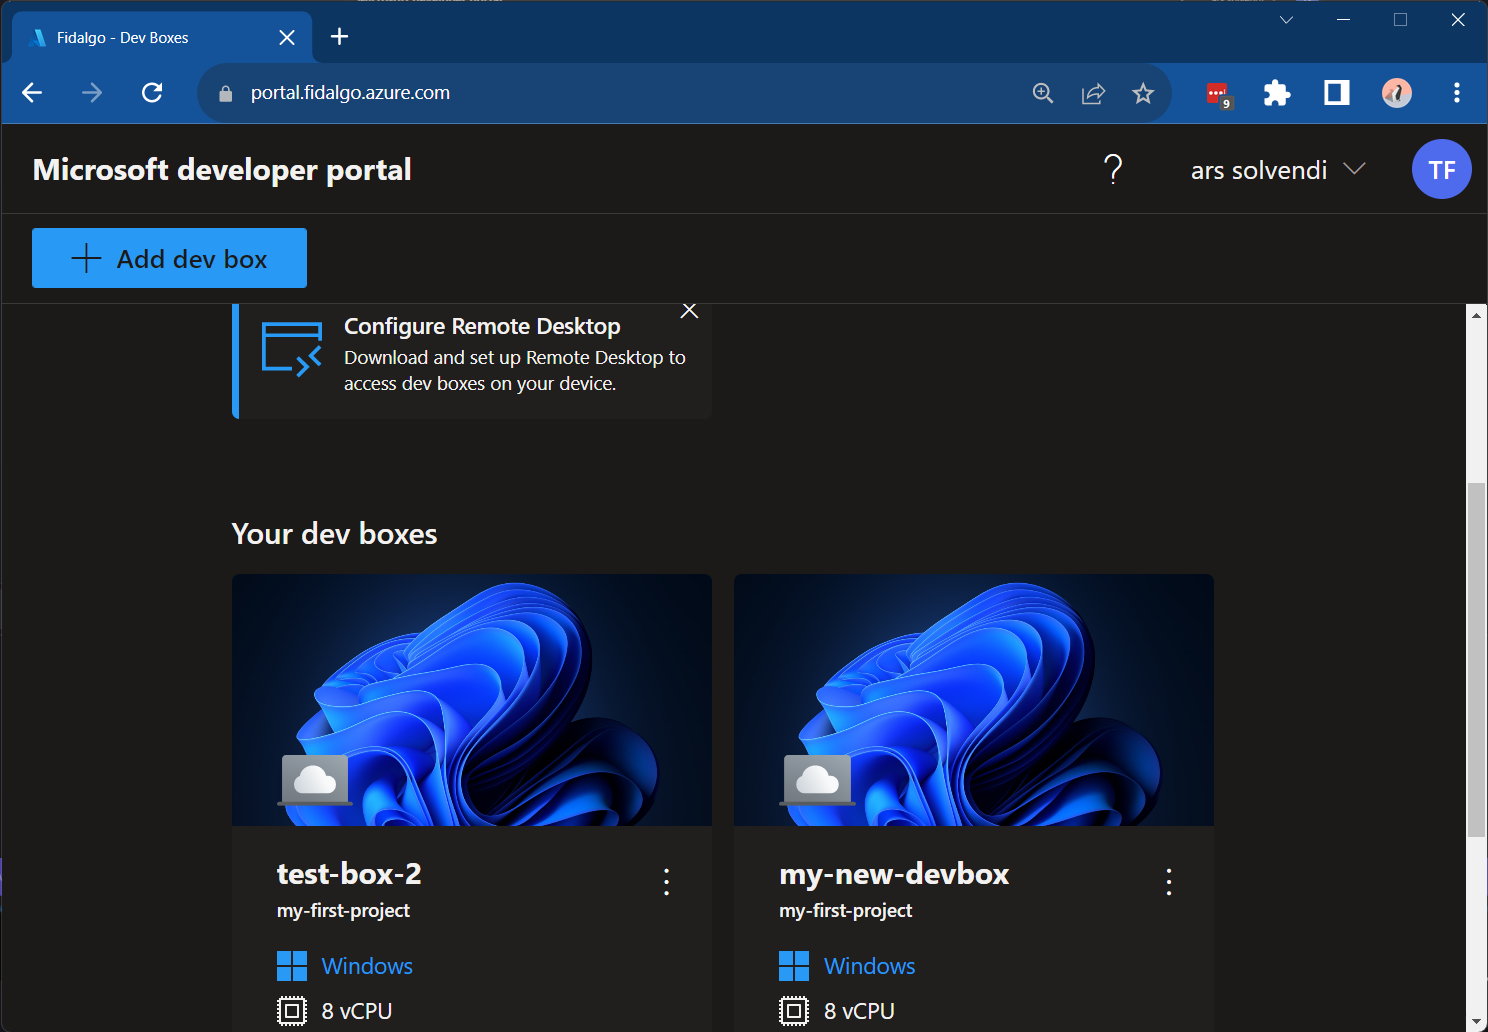 Fidalgo - Dev Boxes
portal.fidalgo.azure.com
9
Microsoft developer portal
?
ars solvendi
TF
Add dev box
Configure Remote Desktop
Download and set up Remote Desktop to
access dev boxes on your device.
Your dev boxes
test-box-2
my-first-project
Windows
8 vCPU
my-new-devbox
my-first-project
Windows
8 vCPU